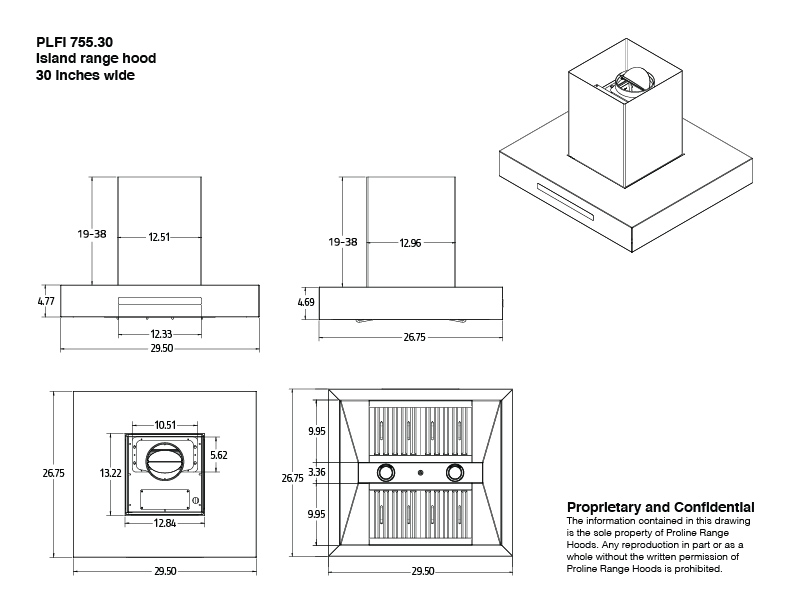 PLFI 755.30
Island range hood
30 inches wide
19-38
12.51
4.77
12.33
29.50
19-38
12.96
4.69
26.75
10.51
5.62
26.75
13.22
12.84
29.50
9.95
3.36
26.75
9.95
29.50
Proprietary and Confidential
The information contained in this drawing
is the sole property of Proline Range
Hoods. Any reproduction in part or as a
whole without the written permission of
Proline Range Hoods is prohibited.